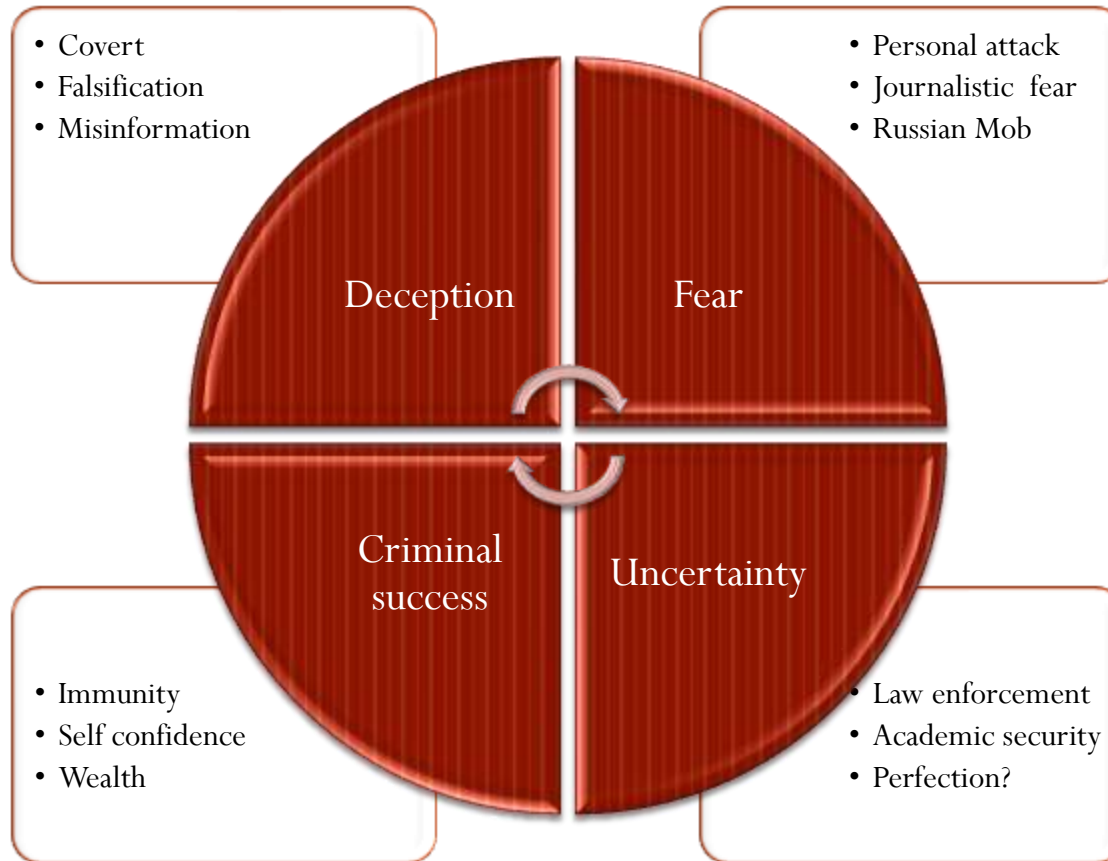 • Covert
• Falsification
• Misinformation
• Personal attack
• Journalistic fear
• Russian Mob
Deception
Fear
Criminal
success
Uncertainty
• Immunity
• Self confidence
• Wealth
• Law enforcement
• Academic security
• Perfection?